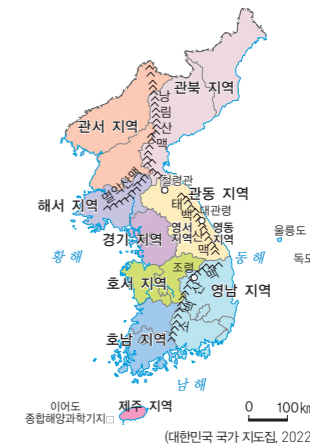 관북 지역
낭림산맥
관서 지역
멸악산맥
철령관
관동 지역
해서 지역
태백산맥
대관령
영서 지역
영동 지역
울릉도
독도
경기 지역
황해
동해
조령
호서 지역
영남 지역
소백산맥
호남 지역
남해
이어도
종합해양과학기지
제주 지역
0 100km
(대한민국 국가 지도집, 2022